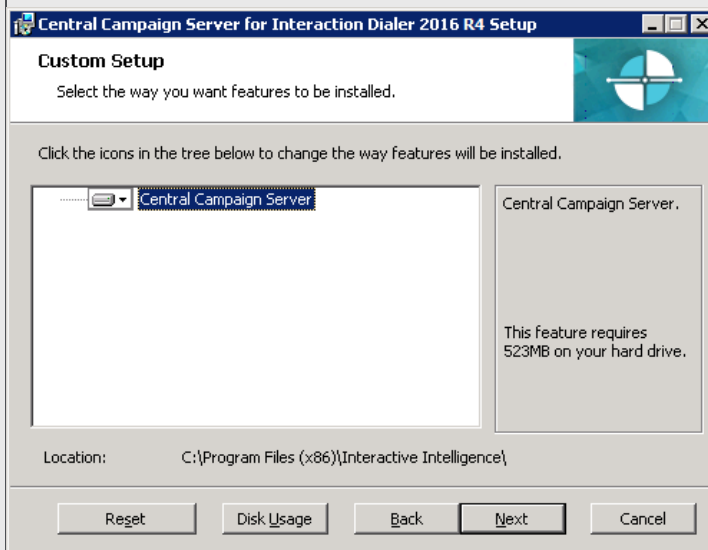 Central Campaign Server for Interaction Dialer 2016 R4 Setup
Custom Setup
Select the way you want features to be installed.
Click the icons in the tree below to change the way features will be installed.
Central Campaign Server
Central Campaign Server.
This feature requires
523MB on your hard drive.
Location: C:\Program Files (x86)\Interactive Intelligence\
Reset Disk Usage Back Next Cancel